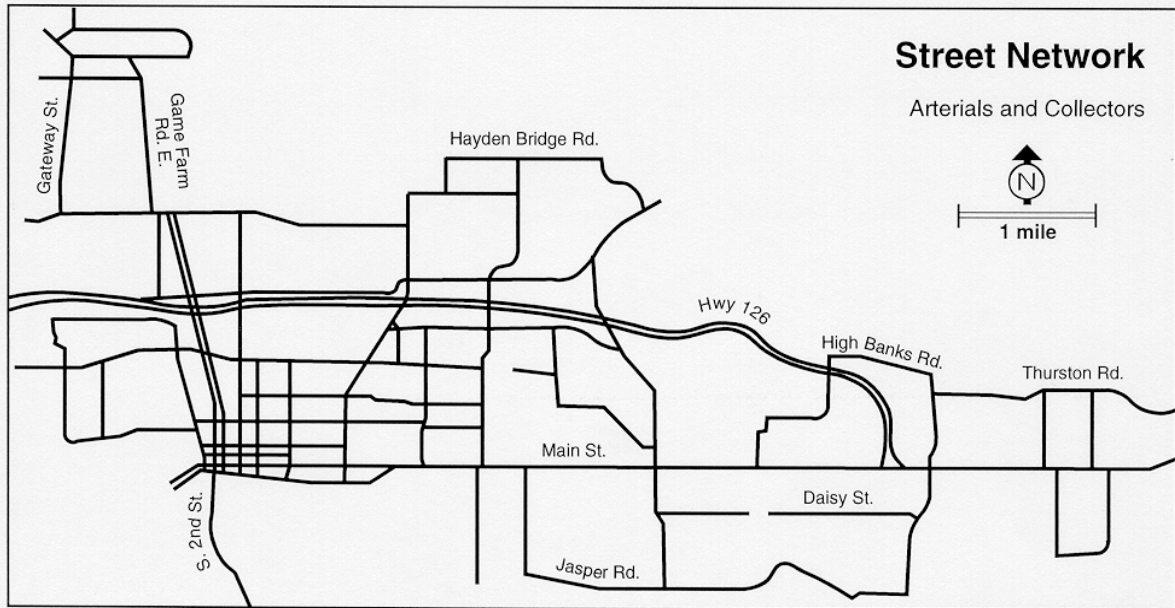 Street Network
Arterials and Collectors
N
1 mile
Gateway St.
Game Farm
Rd. E.
Hayden Bridge Rd.
Hwy 126
High Banks Rd.
Thurston Rd.
Main St.
Daisy St.
S. 2nd St.
Jasper Rd.